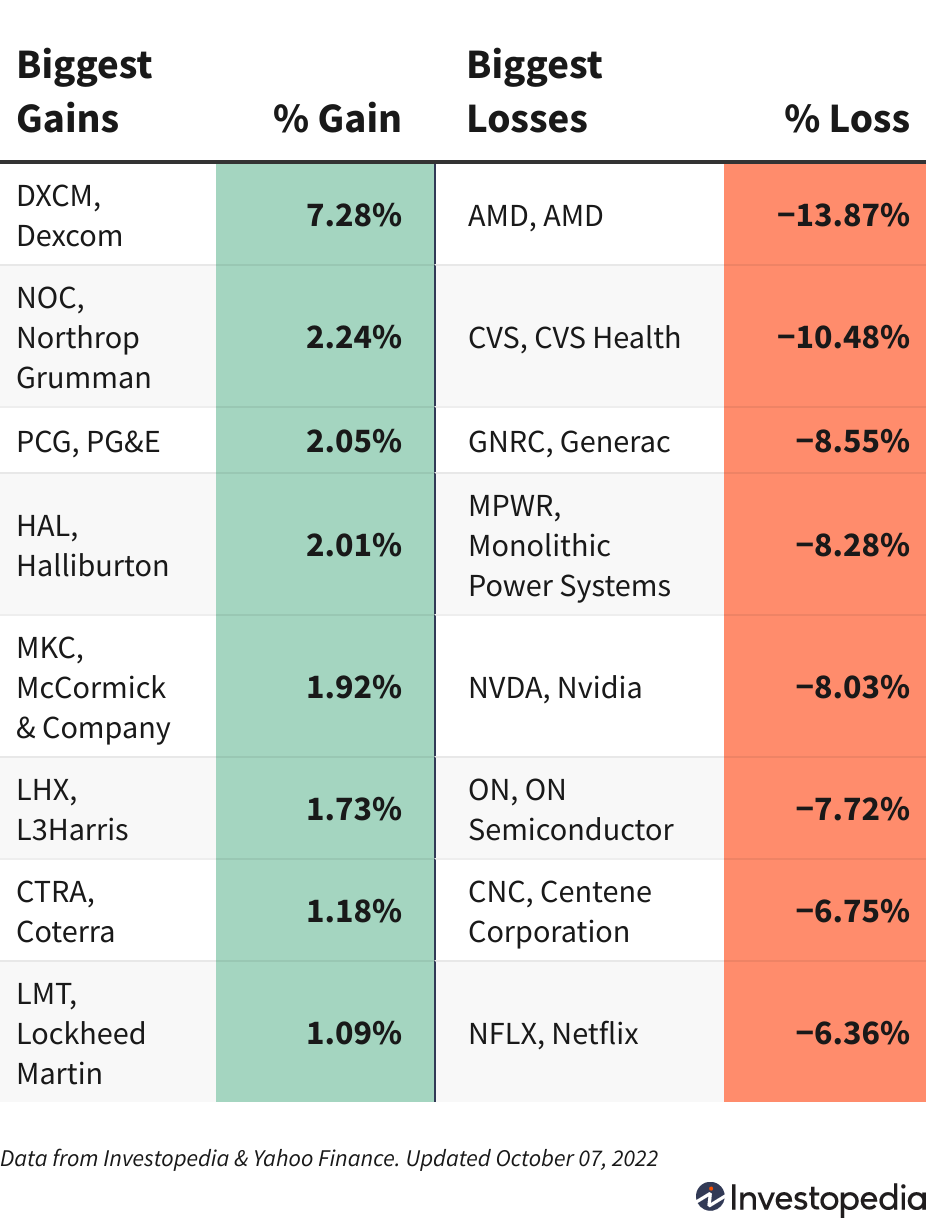 Biggest
Gains
% Gain
Biggest
Losses
% Loss
DXCM,
Dexcom
7.28%
AMD, AMD
−13.87%
NOC,
Northrop
Grumman
2.24%
CVS, CVS Health
−10.48%
PCG, PG&E
2.05%
GNRC, Generac
−8.55%
HAL,
Halliburton
2.01%
MPWR,
Monolithic
Power Systems
−8.28%
MKC,
McCormick
& Company
1.92%
NVDA, Nvidia
−8.03%
LHX,
L3Harris
1.73%
ON, ON
Semiconductor
−7.72%
CTRA,
Coterra
1.18%
CNC, Centene
Corporation
−6.75%
LMT,
Lockheed
Martin
1.09%
NFLX, Netflix
−6.36%
Data from Investopedia & Yahoo Finance. Updated October 07, 2022
Investopedia